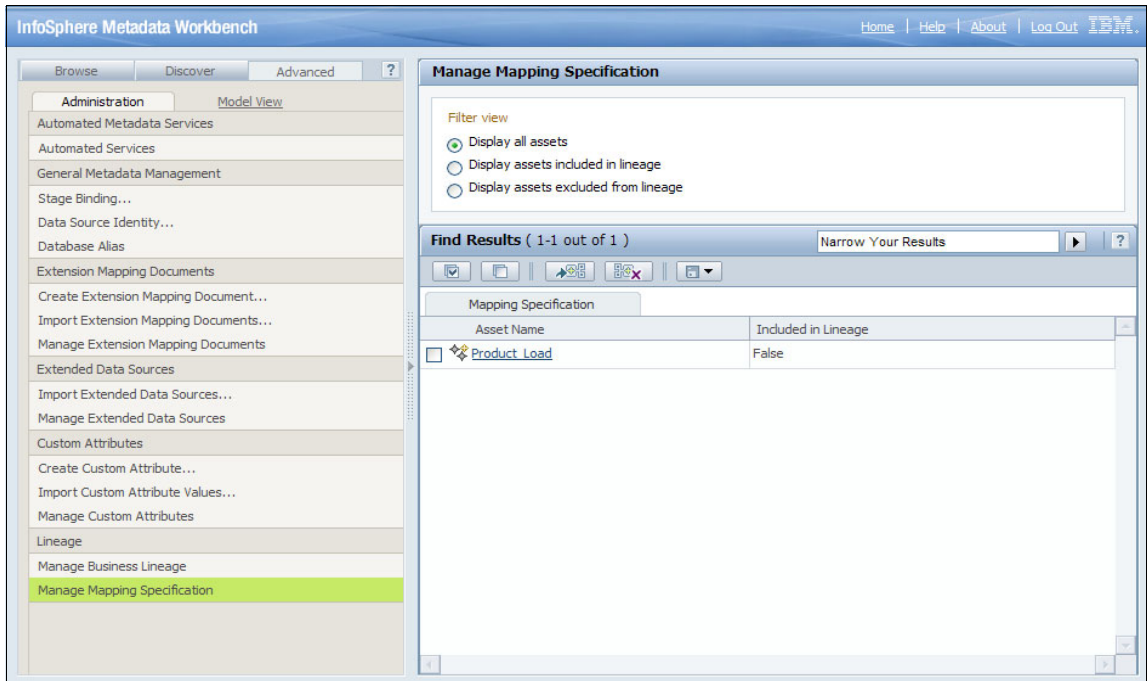 InfoSphere Metadata Workbench
Home | Help | About | Log Out IBM.
Browse Discover Advanced ?
Administration Model View
Automated Metadata Services
Automated Services
General Metadata Management
Stage Binding...
Data Source Identity...
Database Alias
Extension Mapping Documents
Create Extension Mapping Document...
Import Extension Mapping Documents...
Manage Extension Mapping Documents
Extended Data Sources
Import Extended Data Sources...
Manage Extended Data Sources
Custom Attributes
Create Custom Attribute...
Import Custom Attribute Values...
Manage Custom Attributes
Lineage
Manage Business Lineage
Manage Mapping Specification
Manage Mapping Specification
Filter view
Display all assets
Display assets included in lineage
Display assets excluded from lineage
Find Results ( 1-1 out of 1 ) Narrow Your Results ?
Mapping Specification
Asset Name Included in Lineage
Product_Load False